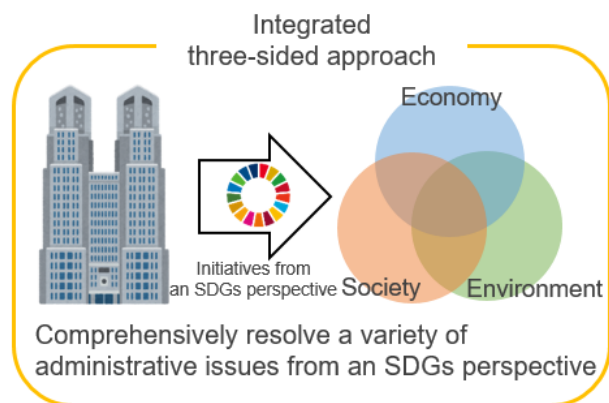 Integrated
three-sided approach
Economy
Initiatives from
an SDGs perspective
Society
Environment
Comprehensively resolve a variety of
administrative issues from an SDGs perspective